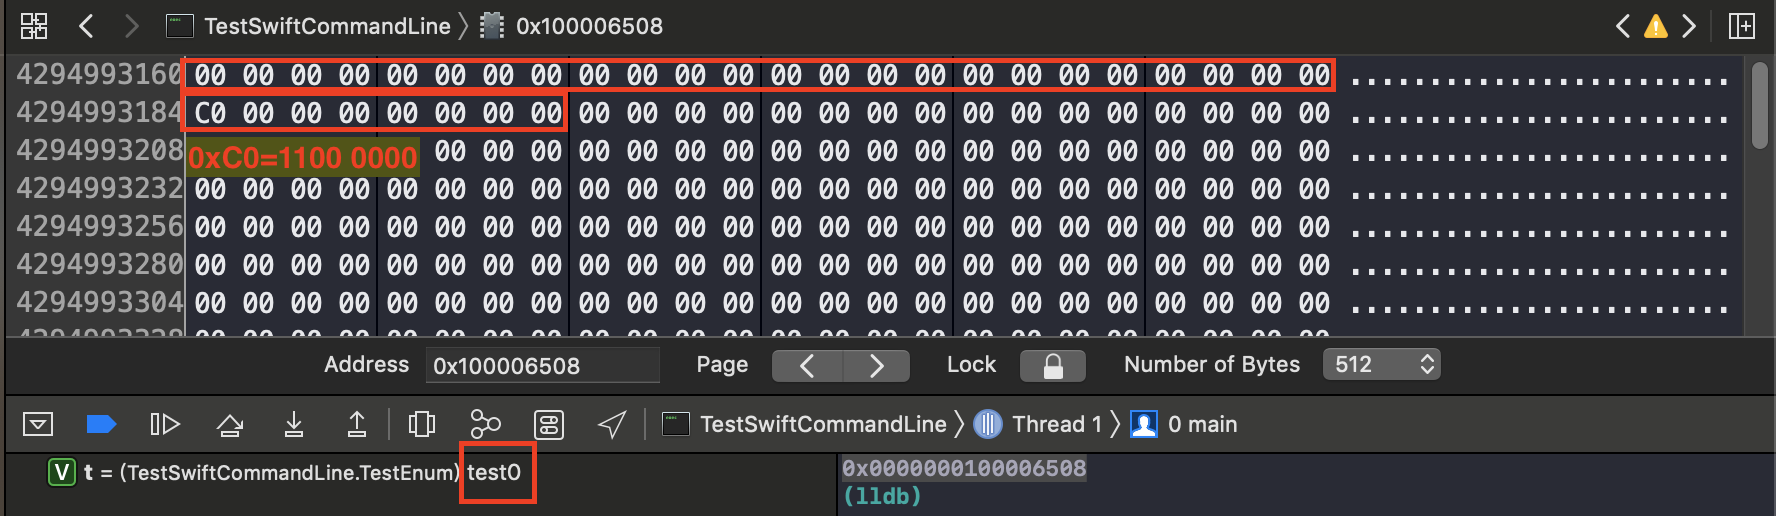 TestSwiftCommandLine 0x100006508
4294993160 00 00 00 00 00 00 00 00 00 00 00 00 00 00 00 00 00 00 00 00 00 00 00 00 ........................
4294993184 C0 00 00 00 00 00 00 00 00 00 00 00 00 00 00 00 00 00 00 00 00 00 00 00 ........................
4294993208 0xC0=1100 0000 00 00 00 00 00 00 00 00 00 00 00 00 00 00 00 00 00 00 00 ........................
4294993232 00 00 00 00 00 00 00 00 00 00 00 00 00 00 00 00 00 00 00 00 00 00 00 00 ........................
4294993256 00 00 00 00 00 00 00 00 00 00 00 00 00 00 00 00 00 00 00 00 00 00 00 00 ........................
4294993280 00 00 00 00 00 00 00 00 00 00 00 00 00 00 00 00 00 00 00 00 00 00 00 00 ........................
4294993304 00 00 00 00 00 00 00 00 00 00 00 00 00 00 00 00 00 00 00 00 00 00 00 00 ........................
Address 0x100006508 Page Lock Number of Bytes 512
TestSwiftCommandLine Thread 1 0 main
V t = (TestSwiftCommandLine.TestEnum) test0
0x0000000100006508
(lldb)